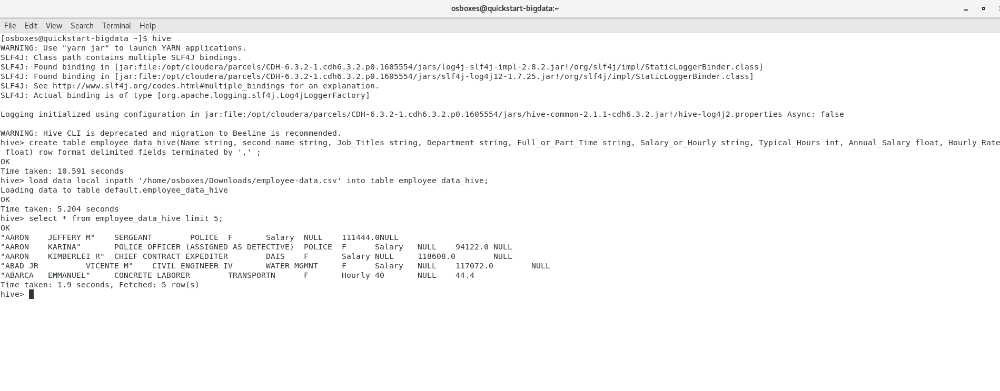 osboxes@quickstart-bigdata:~
File Edit View Search Terminal Help
[osboxes@quickstart-bigdata ~]$ hive
WARNING: Use "yarn jar" to launch YARN applications.
SLF4J: Class path contains multiple SLF4J bindings.
SLF4J: Found binding in [jar:file:/opt/cloudera/parcels/CDH-6.3.2-1.cdh6.3.2.p0.1605554/jars/log4j-slf4j-impl-2.8.2.jar!/org/slf4j/impl/StaticLoggerBinder.class]
SLF4J: Found binding in [jar:file:/opt/cloudera/parcels/CDH-6.3.2-1.cdh6.3.2.p0.1605554/jars/slf4j-log4j12-1.7.25.jar!/org/slf4j/impl/StaticLoggerBinder.class]
SLF4J: See http://www.slf4j.org/codes.html#multiple_bindings for an explanation.
SLF4J: Actual binding is of type [org.apache.logging.slf4j.Log4jLoggerFactory]
Logging initialized using configuration in jar:file:/opt/cloudera/parcels/CDH-6.3.2-1.cdh6.3.2.p0.1605554/jars/hive-common-2.1.1-cdh6.3.2.jar!/hive-log4j2.properties Async: false
WARNING: Hive CLI is deprecated and migration to Beeline is recommended.
hive> create table employee_data_hive(Name string, second_name string, Job_Titles string, Department string, Full_or_Part_Time string, Salary_or_Hourly string, Typical_Hours int, Annual_Salary float, Hourly_Rate
float) row format delimited fields terminated by ',' ;
OK
Time taken: 10.591 seconds
hive> load data local inpath '/home/osboxes/Downloads/employee-data.csv' into table employee_data_hive;
Loading data to table default.employee_data_hive
OK
Time taken: 5.204 seconds
hive> select * from employee_data_hive limit 5;
OK
"AARON JEFFERY M" SERGEANT POLICE F Salary NULL 111444.0NULL
"AARON KARINA" POLICE OFFICER (ASSIGNED AS DETECTIVE) POLICE F Salary NULL 94122.0 NULL
"AARON KIMBERLEI R" CHIEF CONTRACT EXPEDITER DAIS F Salary NULL 118608.0 NULL
"ABAD JR VICENTE M" CIVIL ENGINEER IV WATER MGMNT F Salary NULL 117072.0 NULL
"ABARCA EMMANUEL" CONCRETE LABORER TRANSPORTN F Hourly 40 NULL 44.4
Time taken: 1.9 seconds, Fetched: 5 row(s)
hive>